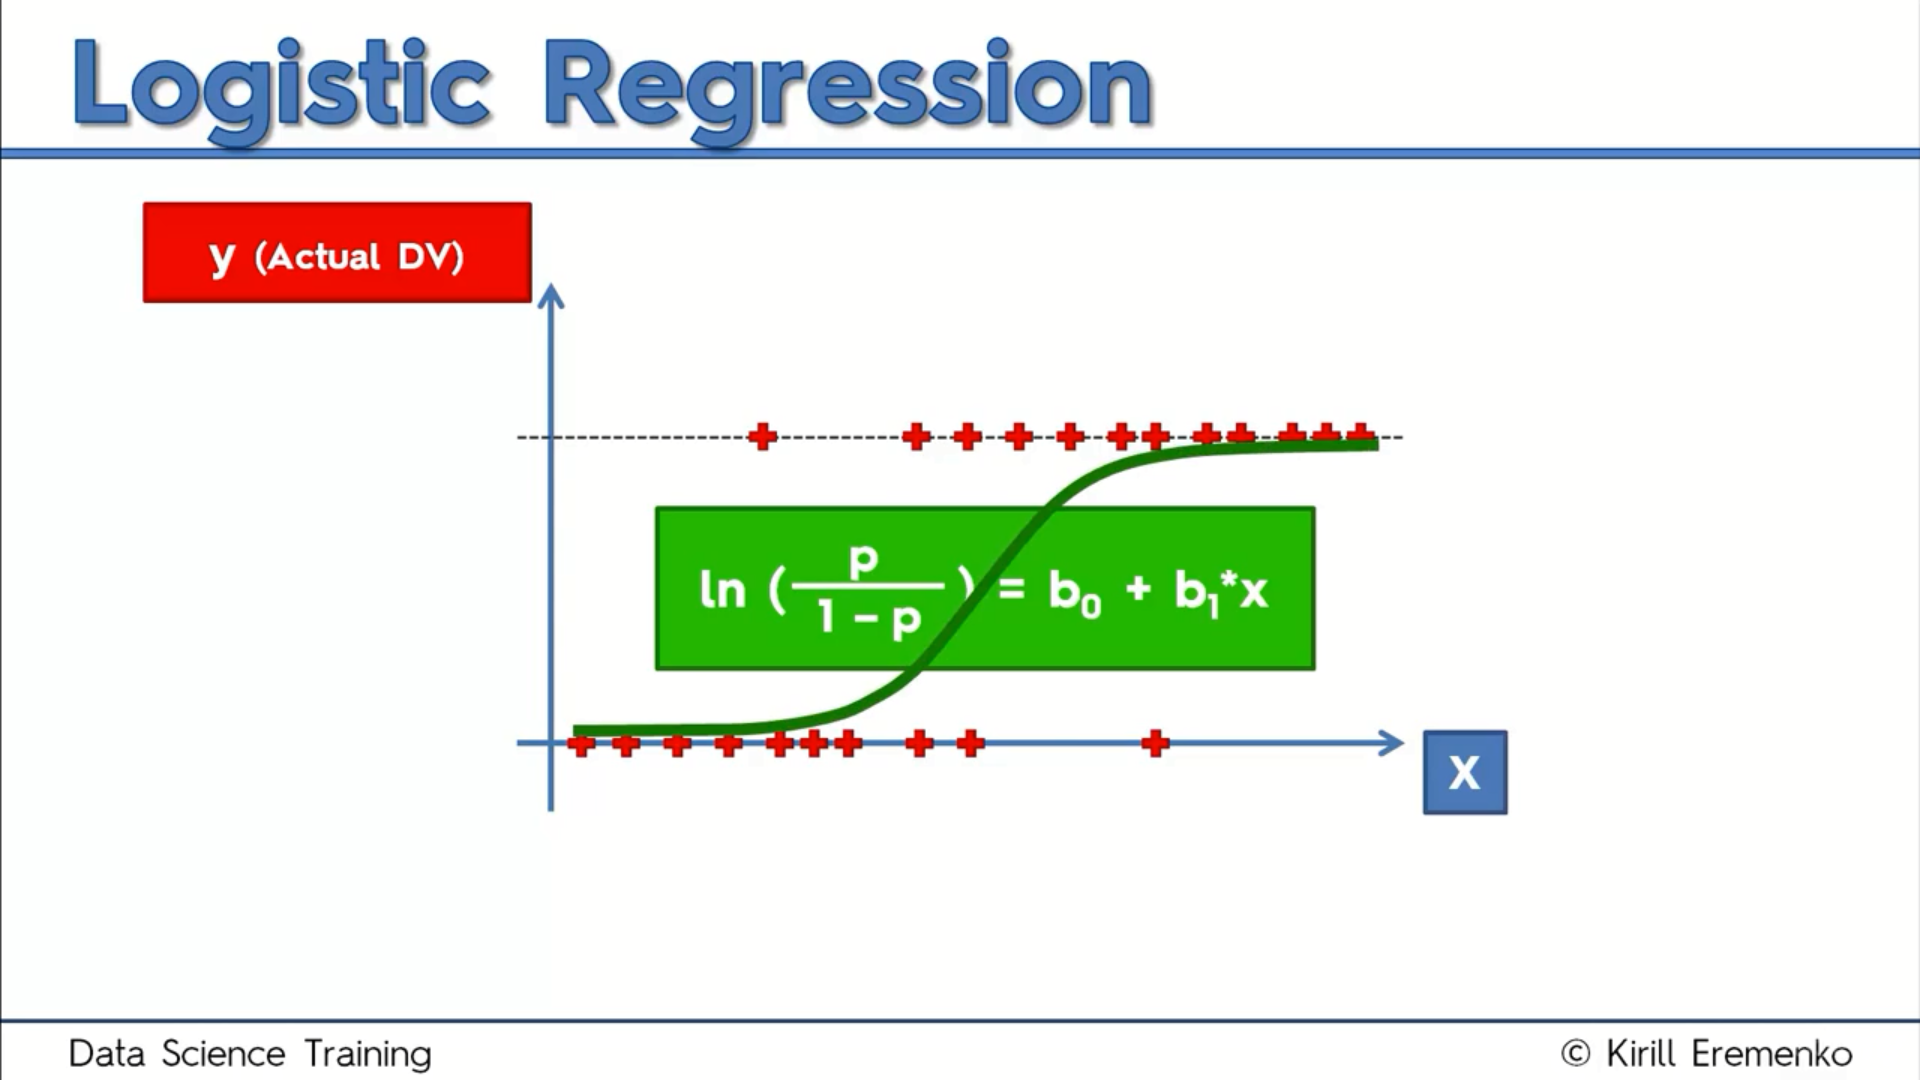 Logistic Regression
y (Actual DV)
ln ( p / 1 – p ) = b₀ + b₁*x
X
Data Science Training
© Kirill Eremenko